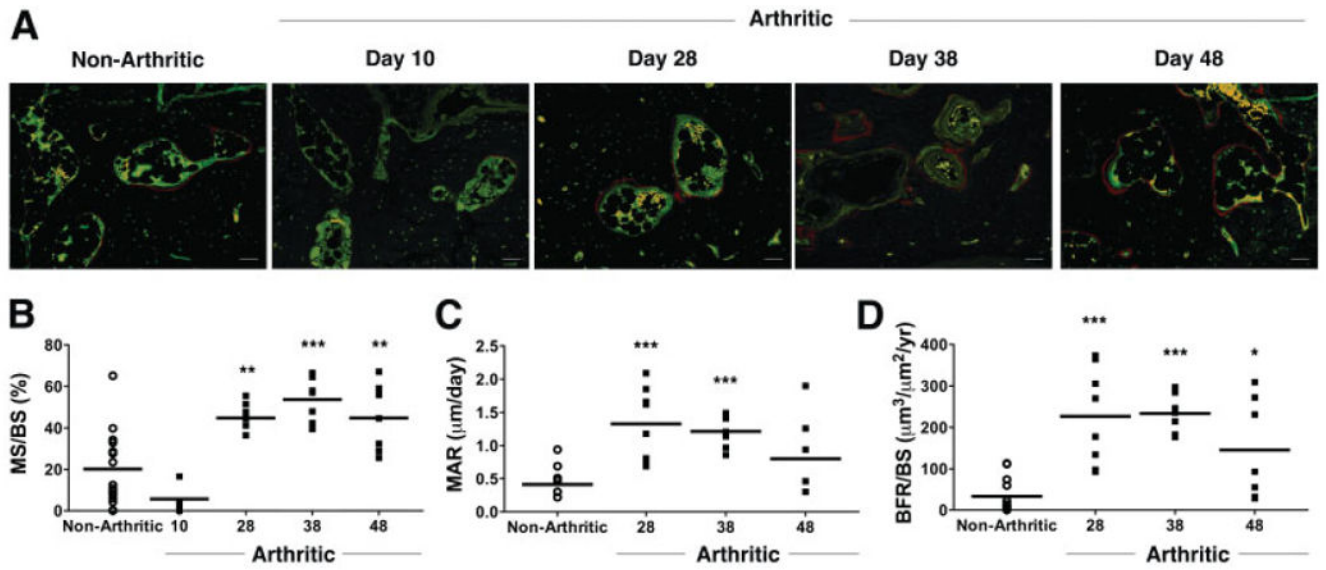 A
Arthritic
Non-Arthritic
Day 10
Day 28
Day 38
Day 48
B
MS/BS (%)
80
60
40
20
0
**
***
**
Non-Arthritic 10 28 38 48
Arthritic
C
MAR (μm/day)
2.5
2.0
1.5
1.0
0.5
0.0
***
***
Non-Arthritic 28 38 48
Arthritic
D
BFR/BS (μm³/μm²/yr)
400
300
200
100
0
***
***
*
Non-Arthritic 28 38 48
Arthritic